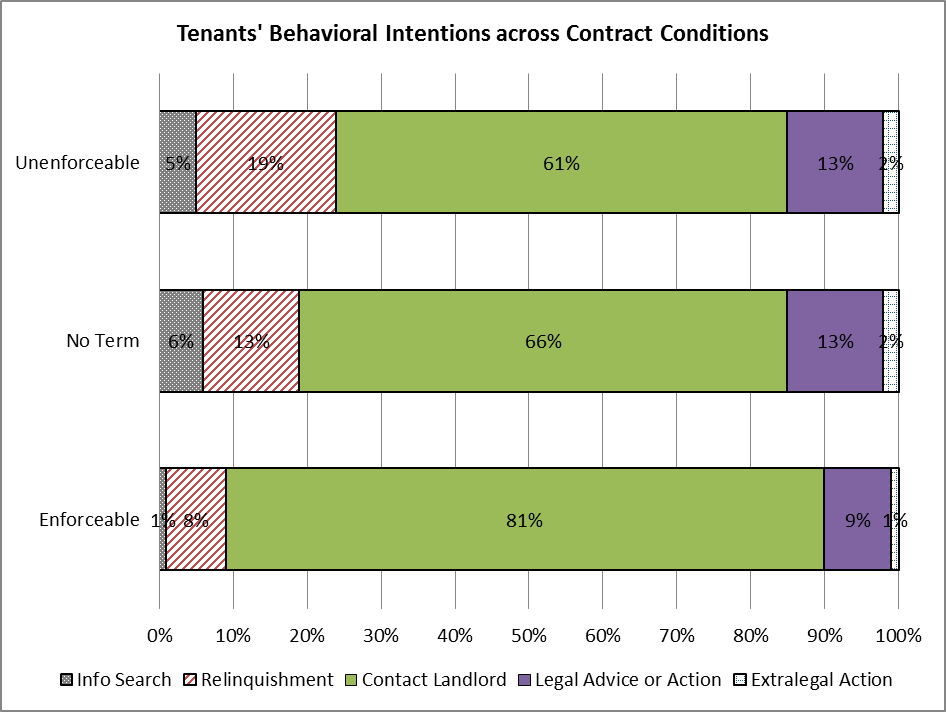 Tenants' Behavioral Intentions across Contract Conditions
Unenforceable 5% 19% 61% 13% 2%
No Term 6% 13% 66% 13% 2%
Enforceable 1% 8% 81% 9% 1%
0% 10% 20% 30% 40% 50% 60% 70% 80% 90% 100%
Info Search Relinquishment Contact Landlord Legal Advice or Action Extralegal Action